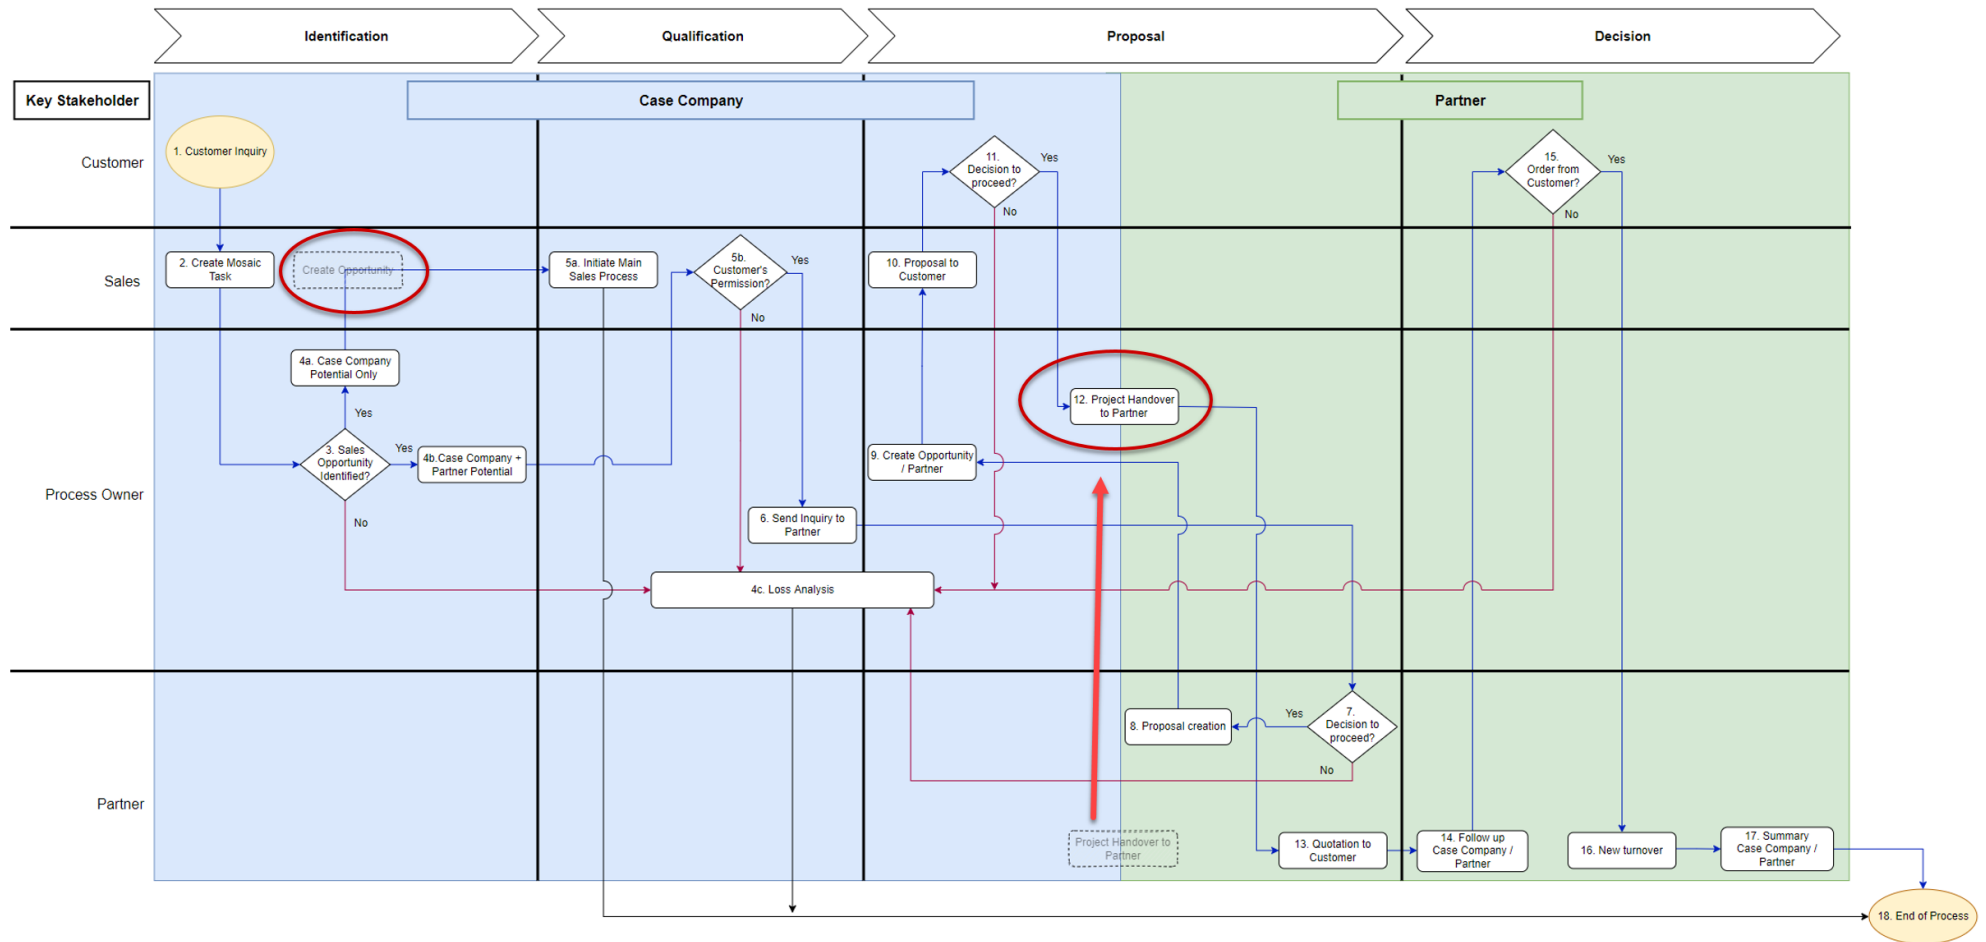 Identification
Qualification
Proposal
Decision
Key Stakeholder
Case Company
Partner
Customer
1. Customer Inquiry
11.
Decision to
proceed?
Yes
No
15.
Order from
Customer?
Yes
No
Sales
2. Create Mosaic
Task
Create Opportunity
5a. Initiate Main
Sales Process
5b.
Customer's
Permission?
Yes
No
10. Proposal to
Customer
Process Owner
4a. Case Company
Potential Only
Yes
3. Sales
Opportunity
Identified?
Yes
No
4b.Case Company +
Partner Potential
6. Send Inquiry to
Partner
4c. Loss Analysis
9. Create Opportunity
/ Partner
12. Project Handover
to Partner
Partner
8. Proposal creation
Yes
7.
Decision to
proceed?
No
Project Handover to
Partner
13. Quotation to
Customer
14. Follow up
Case Company /
Partner
16. New turnover
17. Summary
Case Company /
Partner
18. End of Process